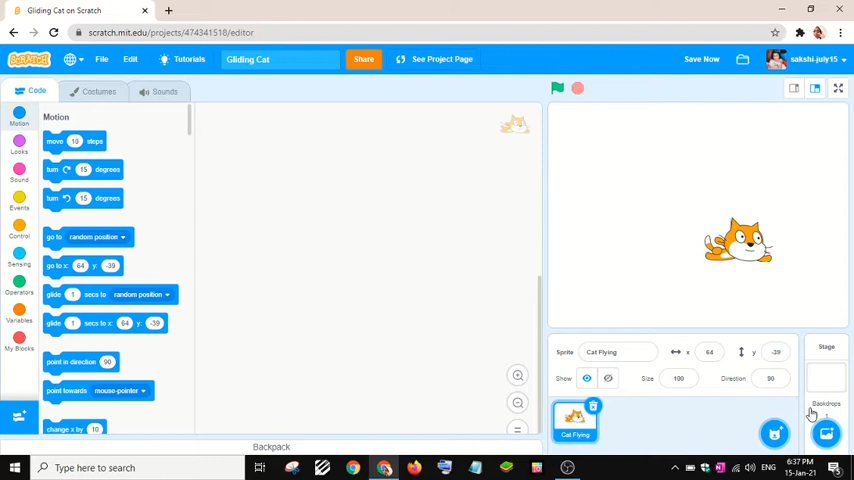 Gliding Cat on Scratch
scratch.mit.edu/projects/474341518/editor
SCRATCH
File
Edit
Tutorials
Gliding Cat
Share
See Project Page
Save Now
sakshi-july15
Code
Costumes
Sounds
Motion
Looks
Sound
Events
Control
Sensing
Operators
Variables
My Blocks
Motion
move 10 steps
turn 15 degrees
turn 15 degrees
go to random position
go to x: 64 y: -39
glide 1 secs to random position
glide 1 secs to x: 64 y: -39
point in direction 90
point towards mouse-pointer
change x by 10
Backpack
Sprite Cat Flying x 64 y -39
Show Size 100 Direction 90
Cat Flying
Stage
Backdrops
1
Type here to search
ENG
6:37 PM
15-Jan-21